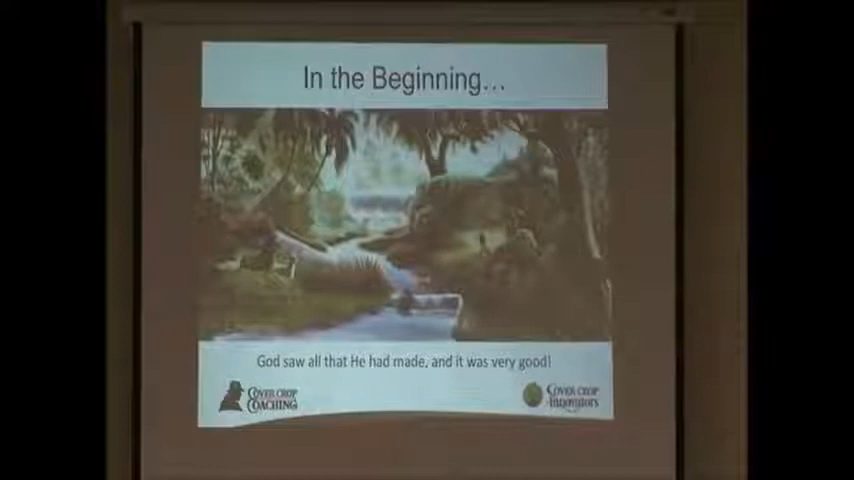 In the Beginning...
God saw all that He had made, and it was very good!
COVER CROP
COACHING
COVER CROP
INNOVATORS